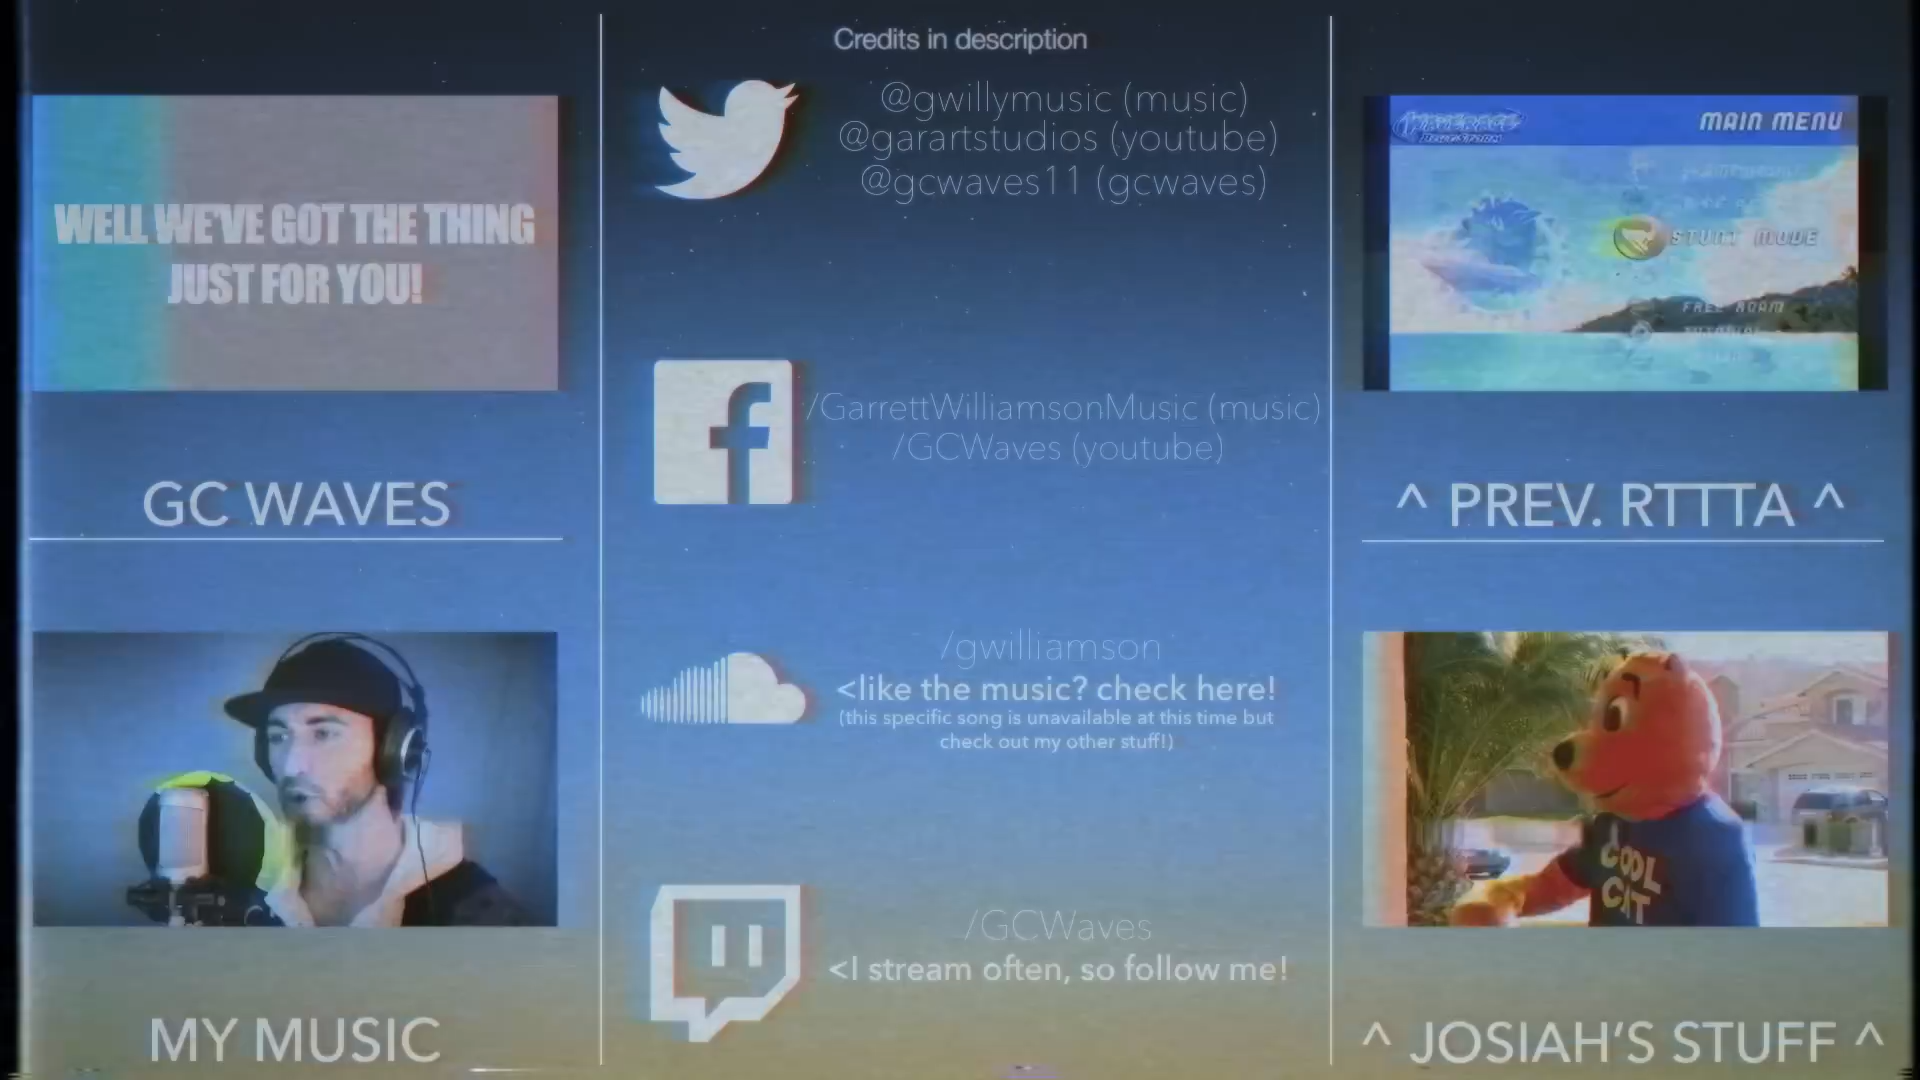 Credits in description
WELL WE'VE GOT THE THING
JUST FOR YOU!
GC WAVES
MY MUSIC
@gwillymusic (music)
@garartstudios (youtube)
@gcwaves11 (gcwaves)
/GarrettWilliamsonMusic (music)
/GCWaves (youtube)
/gwilliamson
<like the music? check here!
(this specific song is unavailable at this time but
check out my other stuff!)
/GCWaves
<I stream often, so follow me!
MAIN MENU
STUNT MODE
FREE ROAM
^ PREV. RTTTA ^
COOL
CAT
^ JOSIAH'S STUFF ^